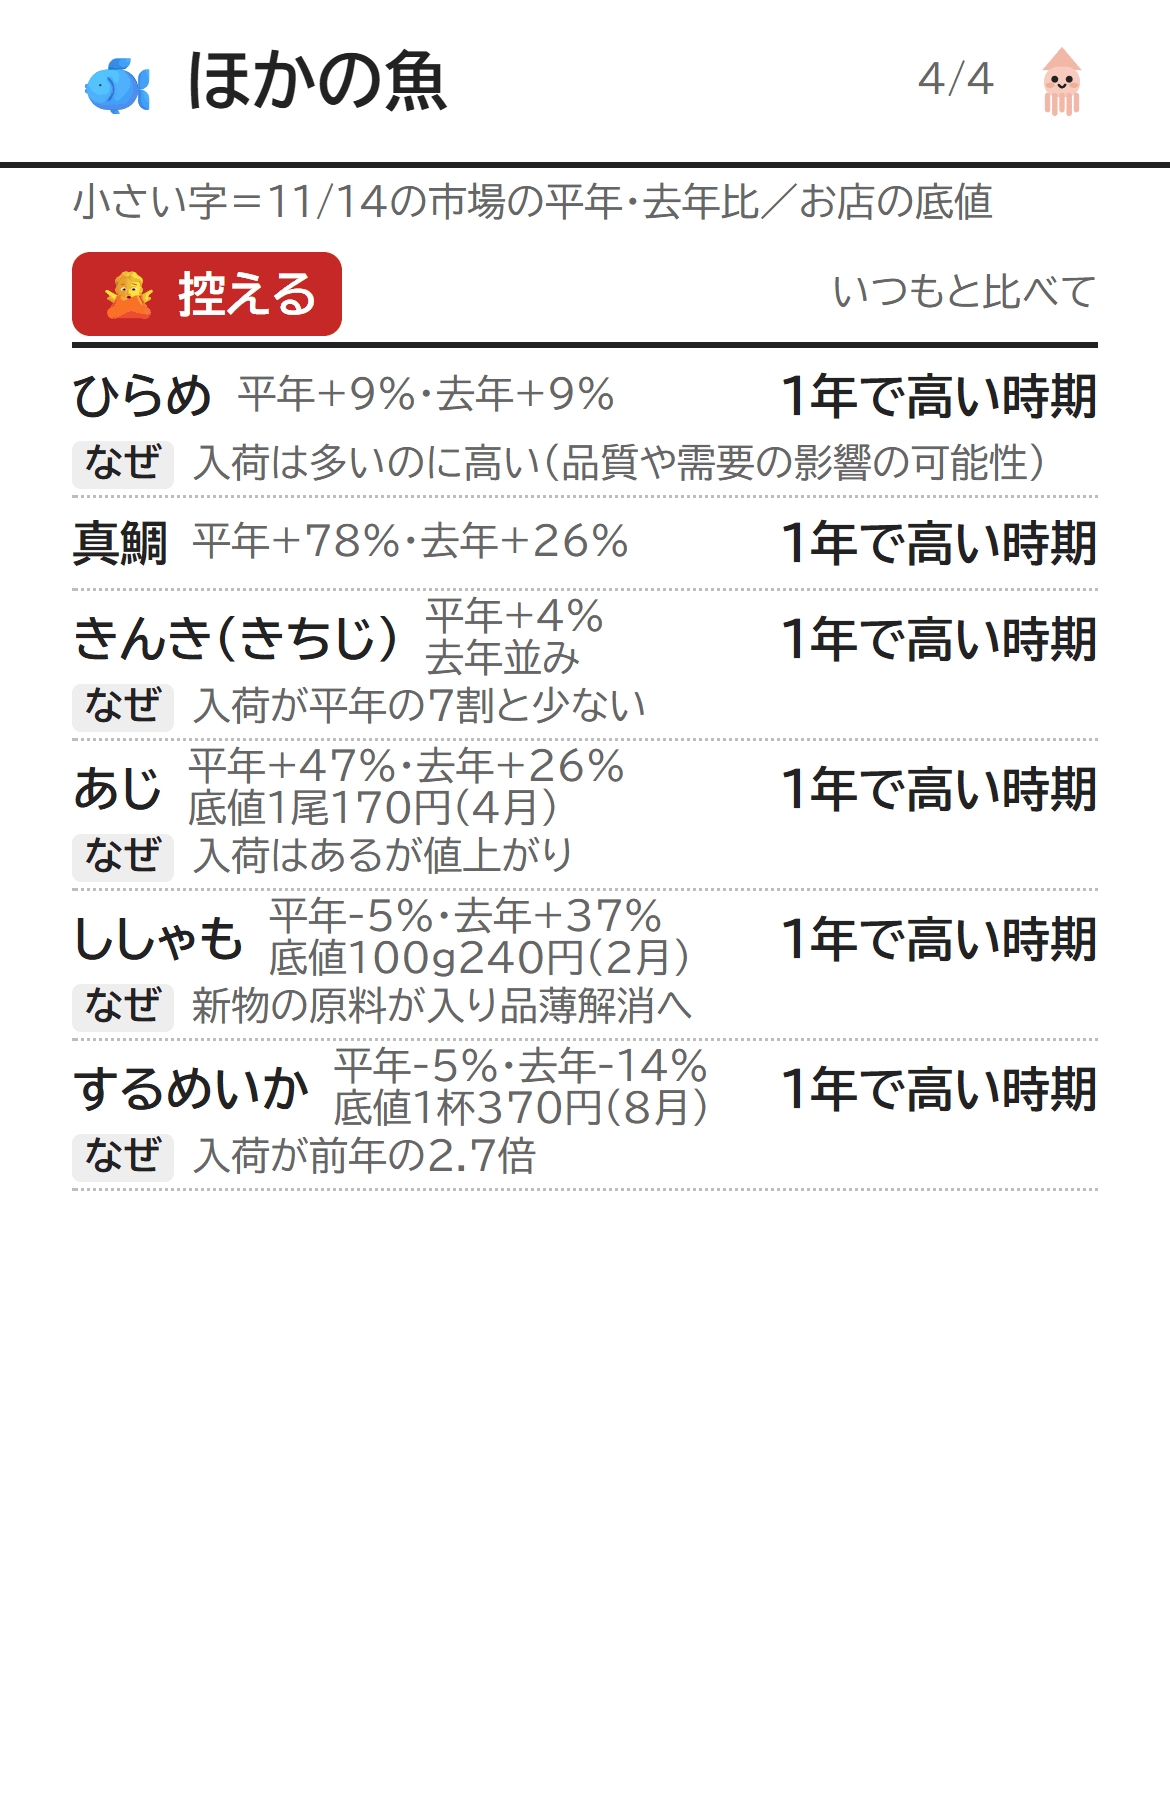 ほかの魚
4/4
小さい字=11/14の市場の平年・去年比/お店の底値
控える
いつもと比べて
ひらめ 平年+9%・去年+9% 1年で高い時期
なぜ 入荷は多いのに高い(品質や需要の影響の可能性)
真鯛 平年+78%・去年+26% 1年で高い時期
きんき(きちじ) 平年+4% 去年並み 1年で高い時期
なぜ 入荷が平年の7割と少ない
あじ 平年+47%・去年+26% 底値1尾170円(4月) 1年で高い時期
なぜ 入荷はあるが値上がり
ししゃも 平年-5%・去年+37% 底値100g240円(2月) 1年で高い時期
なぜ 新物の原料が入り品薄解消へ
するめいか 平年-5%・去年-14% 底値1杯370円(8月) 1年で高い時期
なぜ 入荷が前年の2.7倍